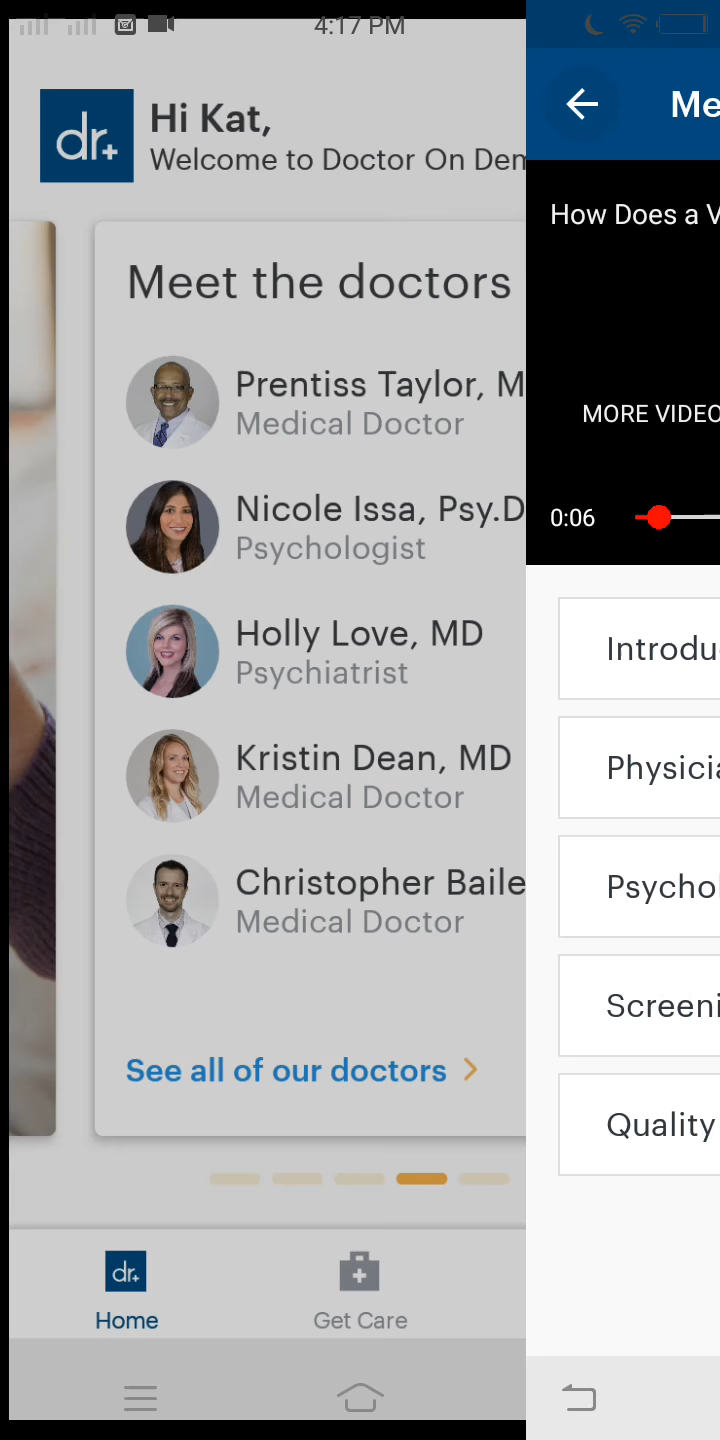 4:17 PM
dr+
Hi Kat,
Welcome to Doctor On Dem
Meet the doctors
Prentiss Taylor, M
Medical Doctor
Nicole Issa, Psy.D
Psychologist
Holly Love, MD
Psychiatrist
Kristin Dean, MD
Medical Doctor
Christopher Baile
Medical Doctor
See all of our doctors
dr+
Home
Get Care
Me
How Does a V
MORE VIDEO
0:06
Introdu
Physicia
Psychol
Screeni
Quality